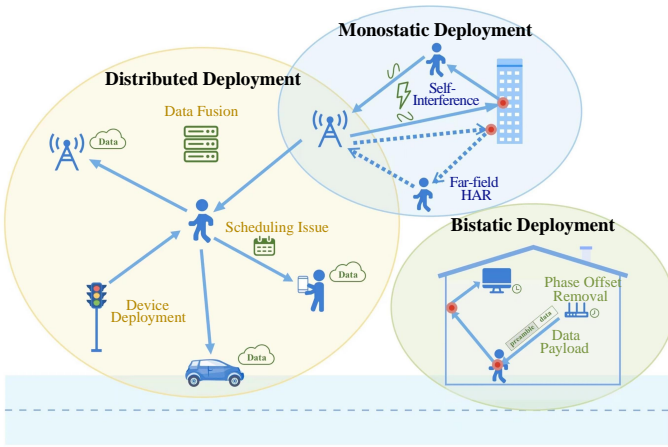 Monostatic Deployment
Self-
Interference
Far-field
HAR
Distributed Deployment
Data Fusion
Data
Scheduling Issue
Data
Device
Deployment
Data
Bistatic Deployment
Phase Offset
Removal
preamble data
Data
Payload